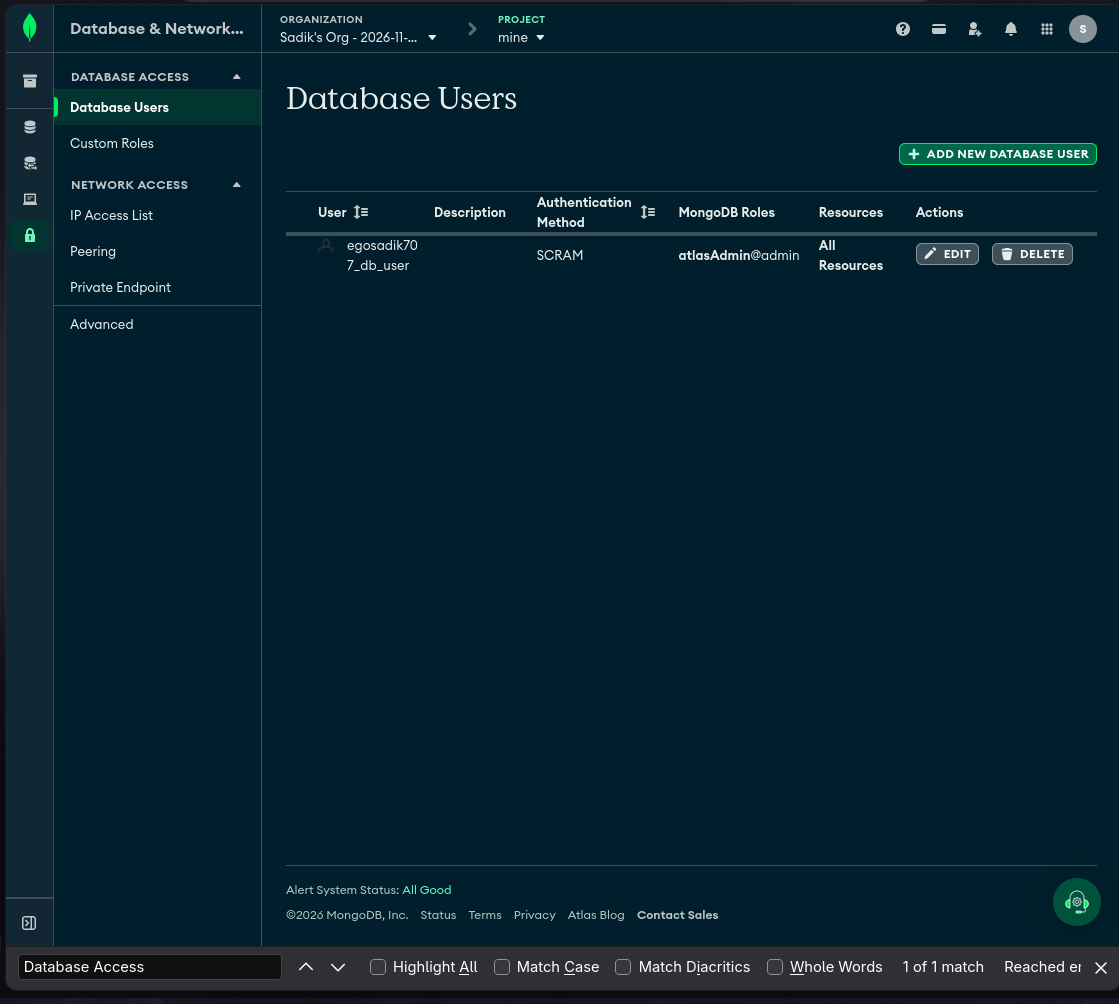 Database & Network...
ORGANIZATION
Sadik's Org - 2026-11-...
PROJECT
mine
S
DATABASE ACCESS
Database Users
Custom Roles
NETWORK ACCESS
IP Access List
Peering
Private Endpoint
Advanced
Database Users
+ ADD NEW DATABASE USER
User Description Authentication Method MongoDB Roles Resources Actions
egosadik70
7_db_user
SCRAM
atlasAdmin@admin
All
Resources
EDIT
DELETE
Alert System Status: All Good
©2026 MongoDB, Inc. Status Terms Privacy Atlas Blog Contact Sales
Database Access Highlight All Match Case Match Diacritics Whole Words 1 of 1 match Reached en